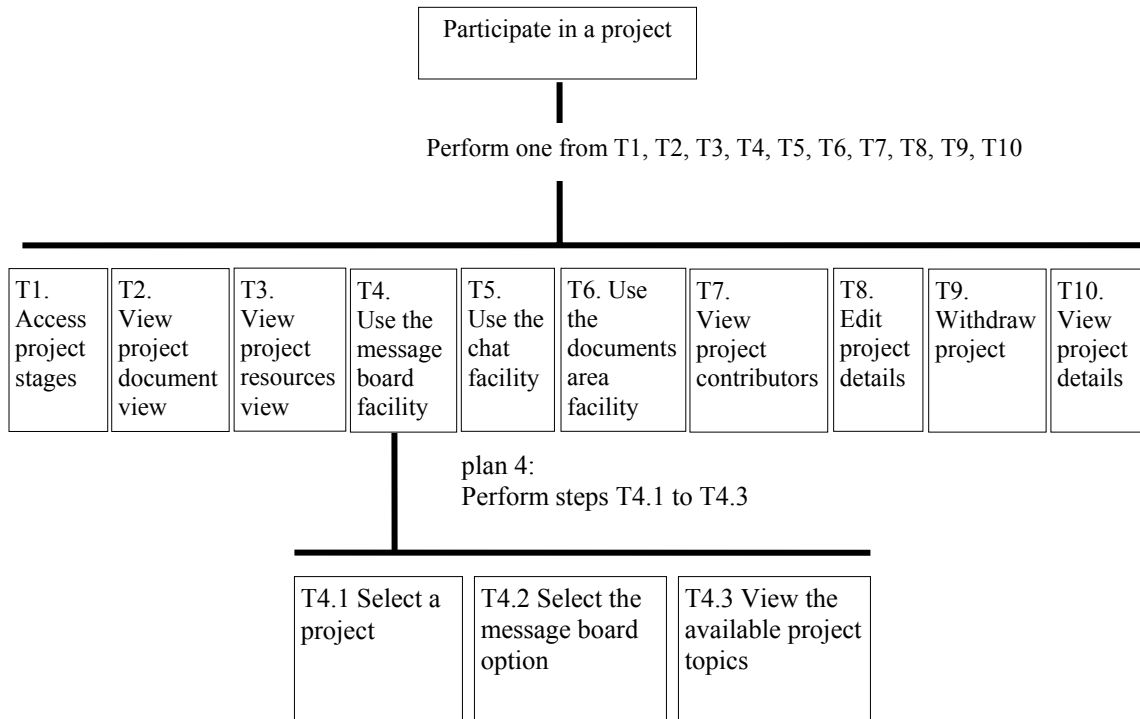 Participate in a project
Perform one from T1, T2, T3, T4, T5, T6, T7, T8, T9, T10
T1.
Access
project
stages
T2.
View
project
document
view
T3.
View
project
resources
view
T4.
Use the
message
board
facility
T5.
Use the
chat
facility
T6. Use
the
documents
area
facility
T7.
View
project
contributors
T8.
Edit
project
details
T9.
Withdraw
project
T10.
View
project
details
plan 4:
Perform steps T4.1 to T4.3
T4.1 Select a
project
T4.2 Select the
message board
option
T4.3 View the
available project
topics